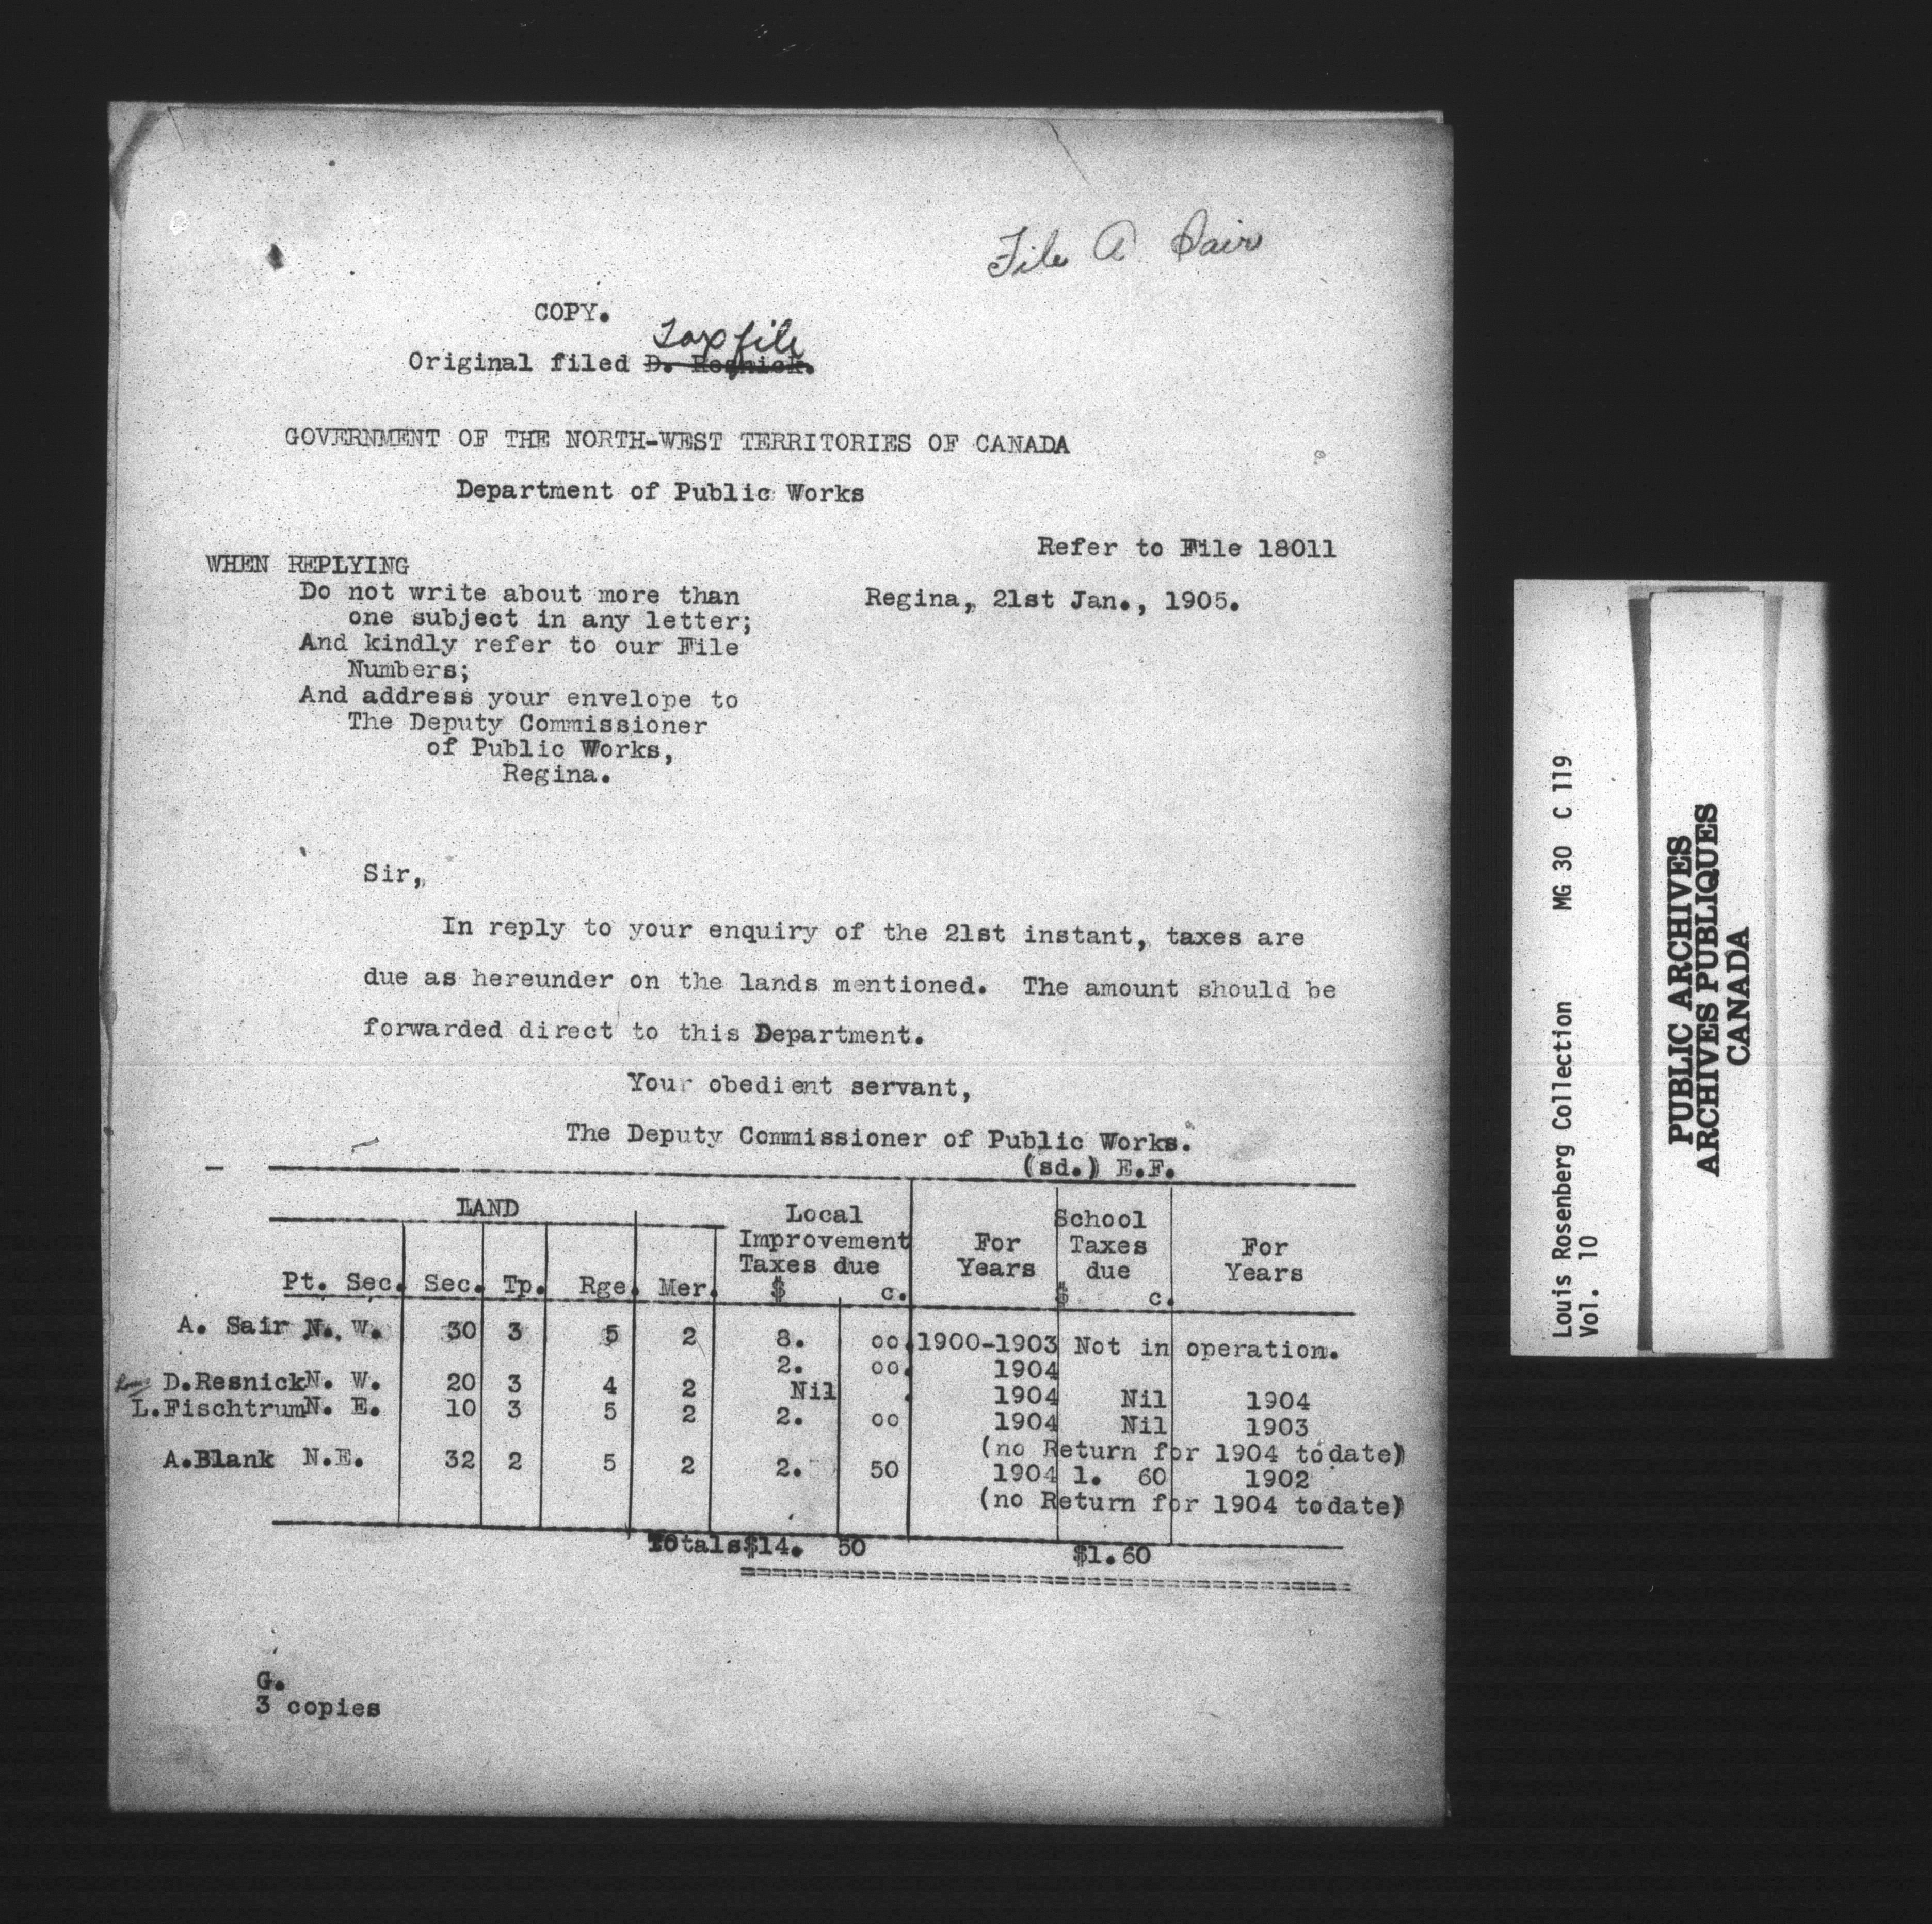 File A Sair
COPY.
Tax file
Original filed D. Resnick.
GOVERNMENT OF THE NORTH-WEST TERRITORIES OF CANADA
Department of Public Works
Refer to File 18011
WHEN REPLYING
Do not write about more than
one subject in any letter;
And kindly refer to our File
Numbers;
And address your envelope to
The Deputy Commissioner
of Public Works,
Regina.
Regina, 21st Jan., 1905.
Sir,
In reply to your enquiry of the 21st instant, taxes are
due as hereunder on the lands mentioned. The amount should be
forwarded direct to this Department.
Your obedient servant,
The Deputy Commissioner of Public Works.
(sd.) E.F.
LAND Local School
Improvement For Taxes For
Taxes due Years due Years
Pt. Sec. Sec. Tp. Rge. Mer. $ c. $ c.
A. Sair N. W. 30 3 5 2 8. oo. 1900-1903 Not in operation.
2. oo. 1904
D.Resnick N. W. 20 3 4 2 Nil . 1904 Nil 1904
L.Fischtrum N. E. 10 3 5 2 2. oo 1904 Nil 1903
(no Return for 1904 todate)
A.Blank N.E. 32 2 5 2 2. 50 1904 1. 60 1902
(no Return for 1904 todate)
Totals $14. 50 $1.60
G.
3 copies
Louis Rosenberg Collection MG 30 C 119
Vol. 10
PUBLIC ARCHIVES
ARCHIVES PUBLIQUES
CANADA